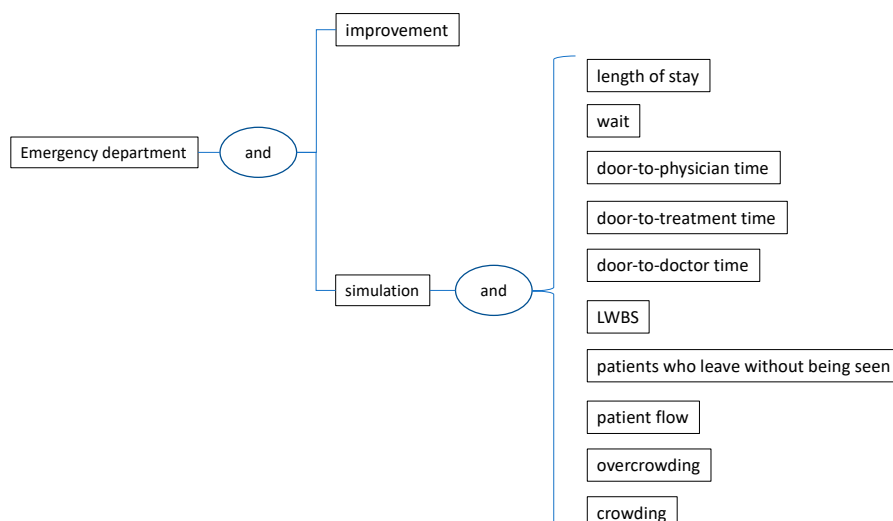 improvement
Emergency department
and
simulation
and
length of stay
wait
door-to-physician time
door-to-treatment time
door-to-doctor time
LWBS
patients who leave without being seen
patient flow
overcrowding
crowding